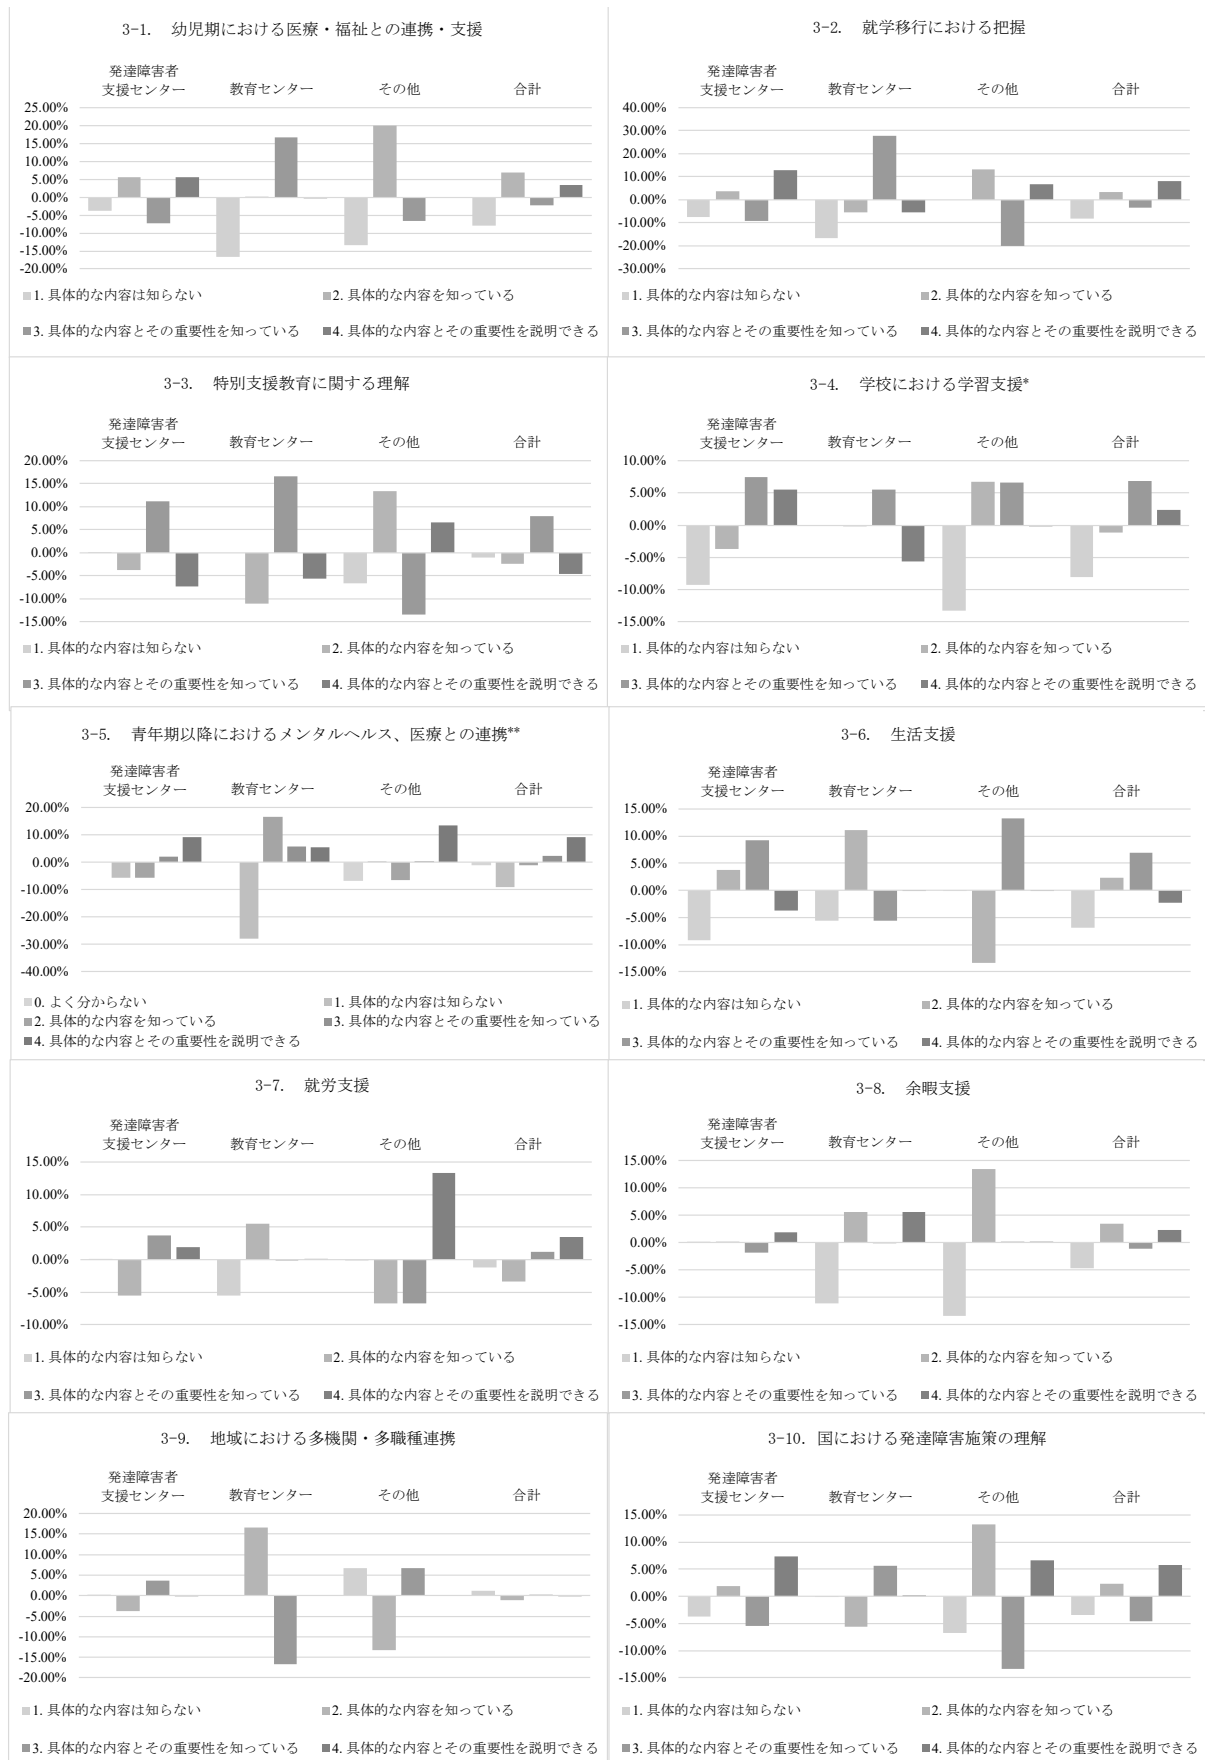 3-1. 幼児期における医療・福祉との連携・支援
発達障害者
支援センター 教育センター その他 合計
25.00%
20.00%
15.00%
10.00%
5.00%
0.00%
-5.00%
-10.00%
-15.00%
-20.00%
1. 具体的な内容は知らない 2. 具体的な内容を知っている
3. 具体的な内容とその重要性を知っている 4. 具体的な内容とその重要性を説明できる
3-2. 就学移行における把握
発達障害者
支援センター 教育センター その他 合計
40.00%
30.00%
20.00%
10.00%
0.00%
-10.00%
-20.00%
-30.00%
1. 具体的な内容は知らない 2. 具体的な内容を知っている
3. 具体的な内容とその重要性を知っている 4. 具体的な内容とその重要性を説明できる
3-3. 特別支援教育に関する理解
発達障害者
支援センター 教育センター その他 合計
20.00%
15.00%
10.00%
5.00%
0.00%
-5.00%
-10.00%
-15.00%
1. 具体的な内容は知らない 2. 具体的な内容を知っている
3. 具体的な内容とその重要性を知っている 4. 具体的な内容とその重要性を説明できる
3-4. 学校における学習支援*
発達障害者
支援センター 教育センター その他 合計
10.00%
5.00%
0.00%
-5.00%
-10.00%
-15.00%
1. 具体的な内容は知らない 2. 具体的な内容を知っている
3. 具体的な内容とその重要性を知っている 4. 具体的な内容とその重要性を説明できる
3-5. 青年期以降におけるメンタルヘルス、医療との連携**
発達障害者
支援センター 教育センター その他 合計
20.00%
10.00%
0.00%
-10.00%
-20.00%
-30.00%
-40.00%
0. よく分からない 1. 具体的な内容は知らない
2. 具体的な内容を知っている 3. 具体的な内容とその重要性を知っている
4. 具体的な内容とその重要性を説明できる
3-6. 生活支援
発達障害者
支援センター 教育センター その他 合計
15.00%
10.00%
5.00%
0.00%
-5.00%
-10.00%
-15.00%
1. 具体的な内容は知らない 2. 具体的な内容を知っている
3. 具体的な内容とその重要性を知っている 4. 具体的な内容とその重要性を説明できる
3-7. 就労支援
発達障害者
支援センター 教育センター その他 合計
15.00%
10.00%
5.00%
0.00%
-5.00%
-10.00%
1. 具体的な内容は知らない 2. 具体的な内容を知っている
3. 具体的な内容とその重要性を知っている 4. 具体的な内容とその重要性を説明できる
3-8. 余暇支援
発達障害者
支援センター 教育センター その他 合計
15.00%
10.00%
5.00%
0.00%
-5.00%
-10.00%
-15.00%
1. 具体的な内容は知らない 2. 具体的な内容を知っている
3. 具体的な内容とその重要性を知っている 4. 具体的な内容とその重要性を説明できる
3-9. 地域における多機関・多職種連携
発達障害者
支援センター 教育センター その他 合計
20.00%
15.00%
10.00%
5.00%
0.00%
-5.00%
-10.00%
-15.00%
-20.00%
1. 具体的な内容は知らない 2. 具体的な内容を知っている
3. 具体的な内容とその重要性を知っている 4. 具体的な内容とその重要性を説明できる
3-10. 国における発達障害施策の理解
発達障害者
支援センター 教育センター その他 合計
15.00%
10.00%
5.00%
0.00%
-5.00%
-10.00%
-15.00%
1. 具体的な内容は知らない 2. 具体的な内容を知っている
3. 具体的な内容とその重要性を知っている 4. 具体的な内容とその重要性を説明できる